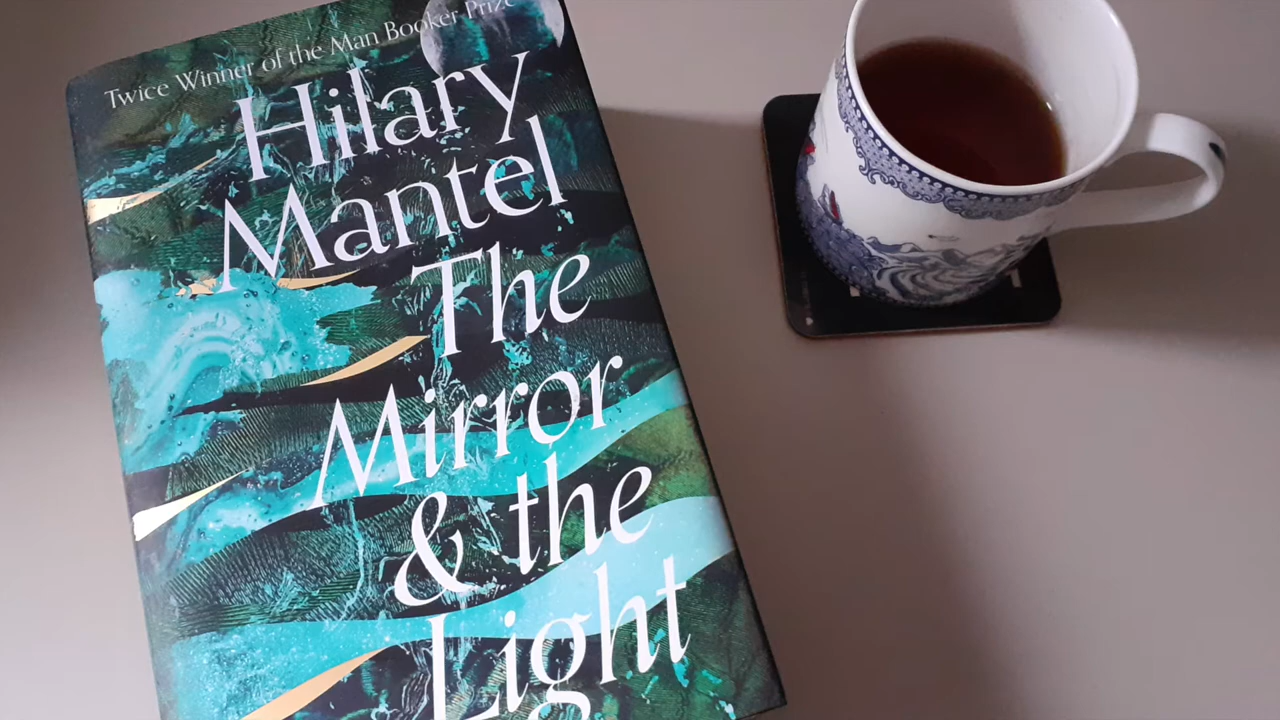 Twice Winner of the Man Booker Prize
Hilary
Mantel
The
Mirror
& the
Light